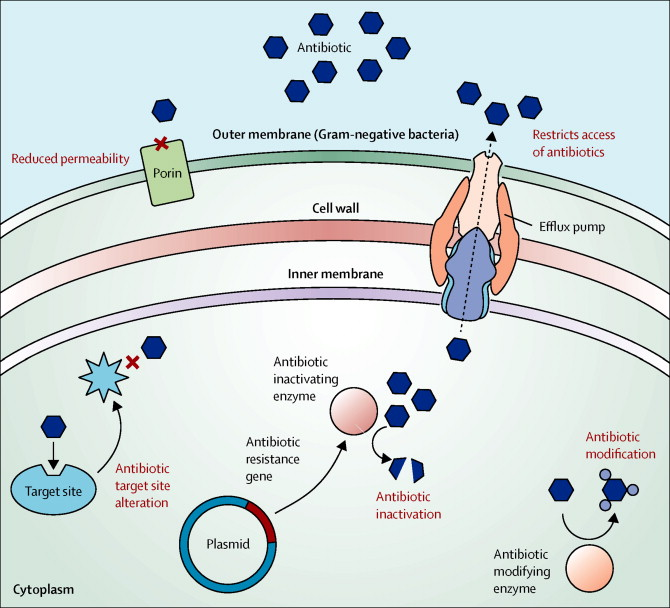 Antibiotic
Outer membrane (Gram-negative bacteria)
Restricts access
of antibiotics
Reduced permeability
Porin
Cell wall
Efflux pump
Inner membrane
Antibiotic
inactivating
enzyme
Antibiotic
resistance
gene
Antibiotic
target site
alteration
Target site
Antibiotic
inactivation
Antibiotic
modification
Plasmid
Antibiotic
modifying
enzyme
Cytoplasm